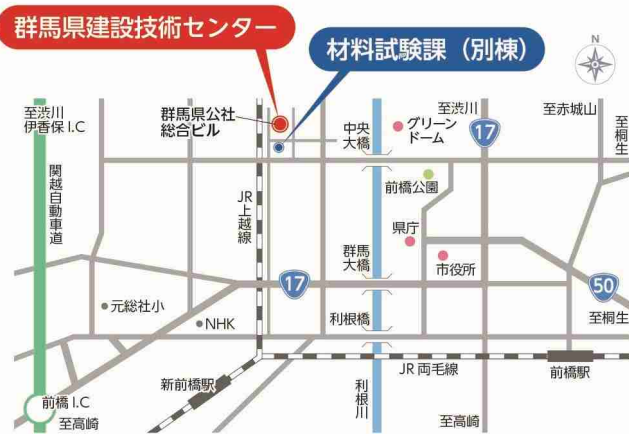 群馬県建設技術センター
材料試験課（別棟）
N
至渋川
伊香保 I.C
群馬県公社
総合ビル
中央
大橋
グリーン
ドーム
至渋川
17
至赤城山
至桐生
関越自動車道
JR上越線
前橋公園
県庁
群馬
大橋
市役所
17
50
元総社小
NHK
利根橋
至桐生
JR 両毛線
前橋駅
新前橋駅
前橋 I.C
至高崎
利根川
至高崎